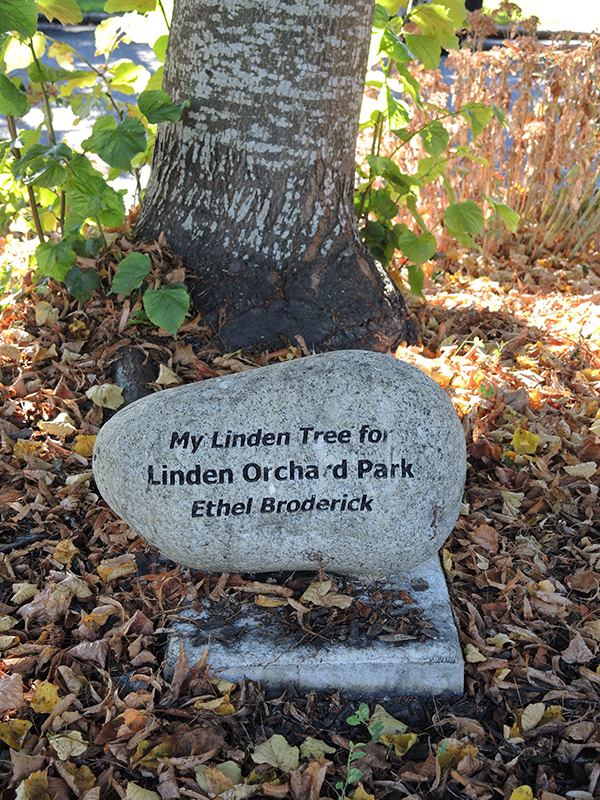 My Linden Tree for
Linden Orchard Park
Ethel Broderick